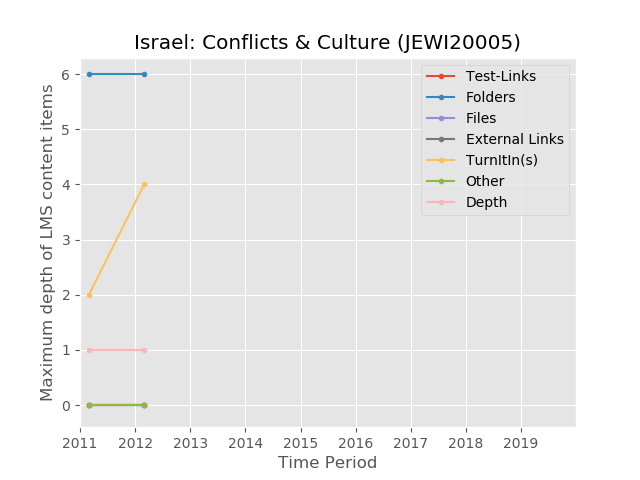 Israel: Conflicts & Culture (JEWI20005)
Maximum depth of LMS content items
6
5
4
3
2
1
0
Test-Links
Folders
Files
External Links
TurnItIn(s)
Other
Depth
2011 2012 2013 2014 2015 2016 2017 2018 2019
Time Period